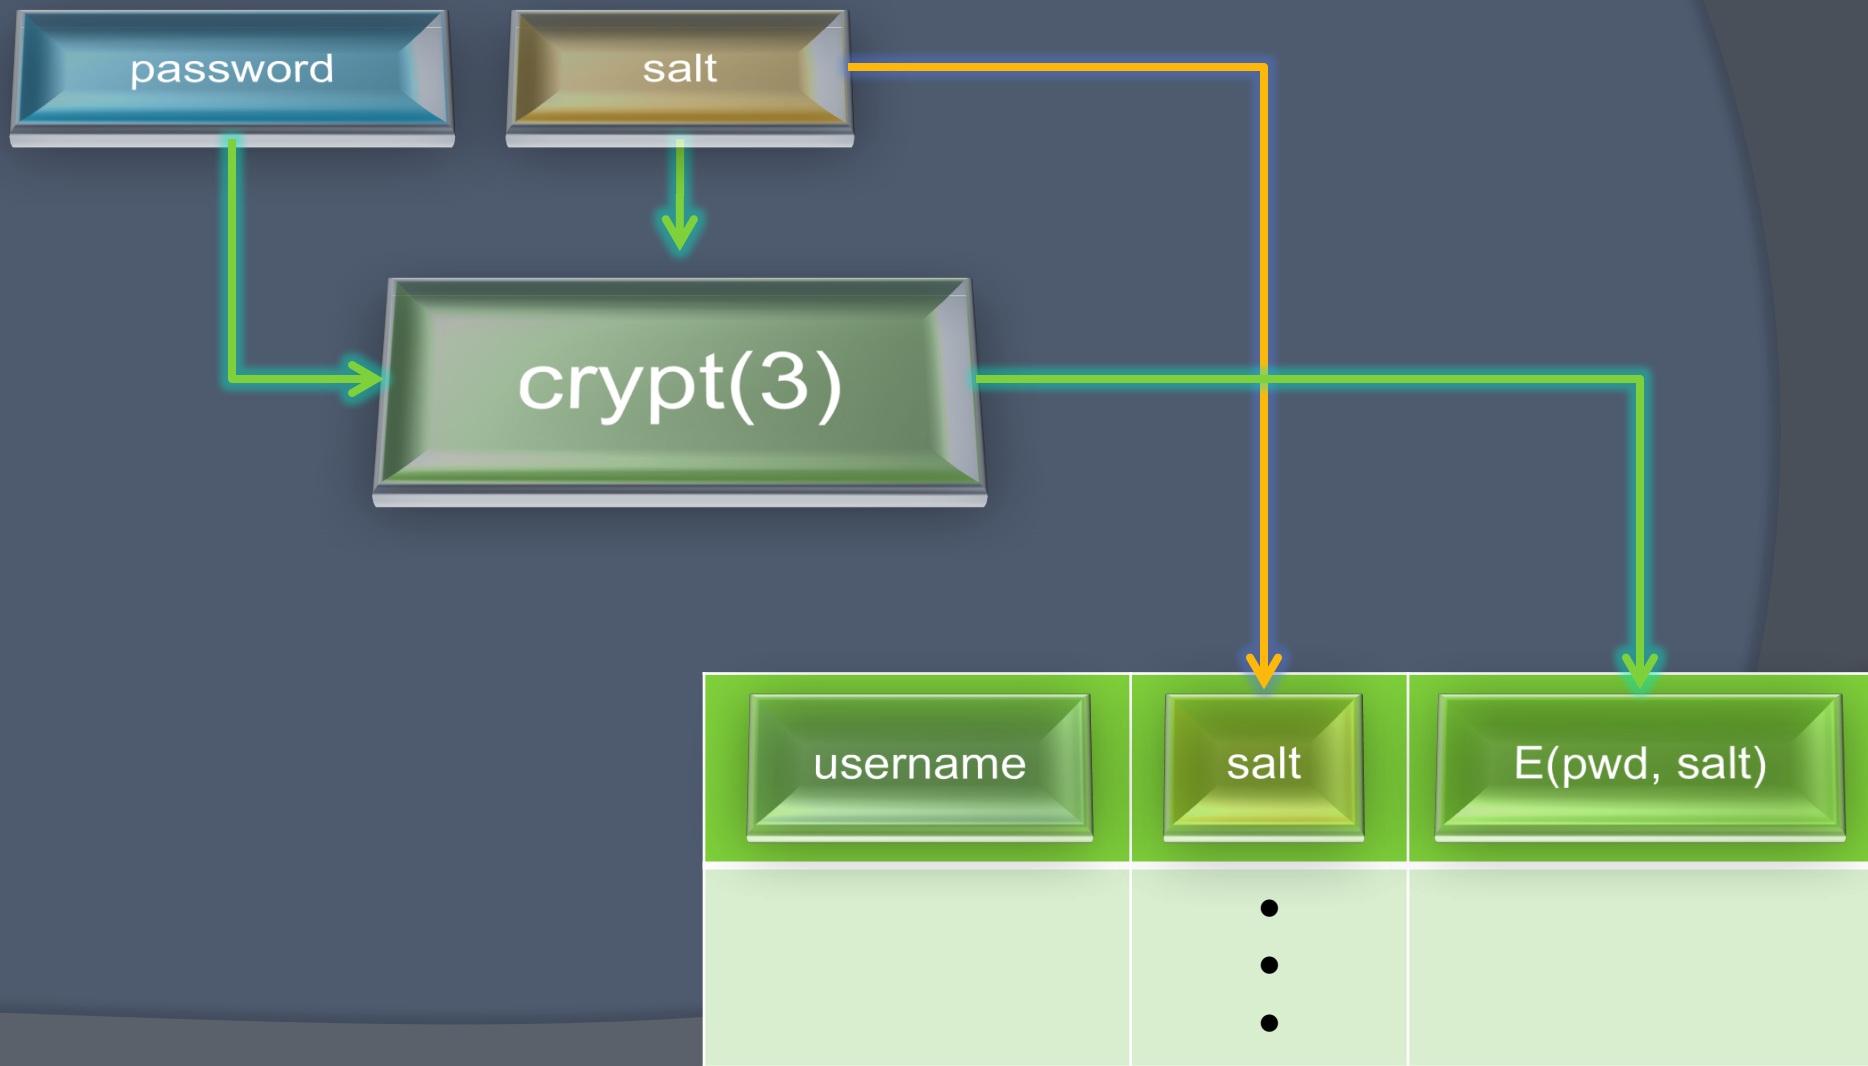 password
salt
crypt(3)
username
salt
E(pwd, salt)